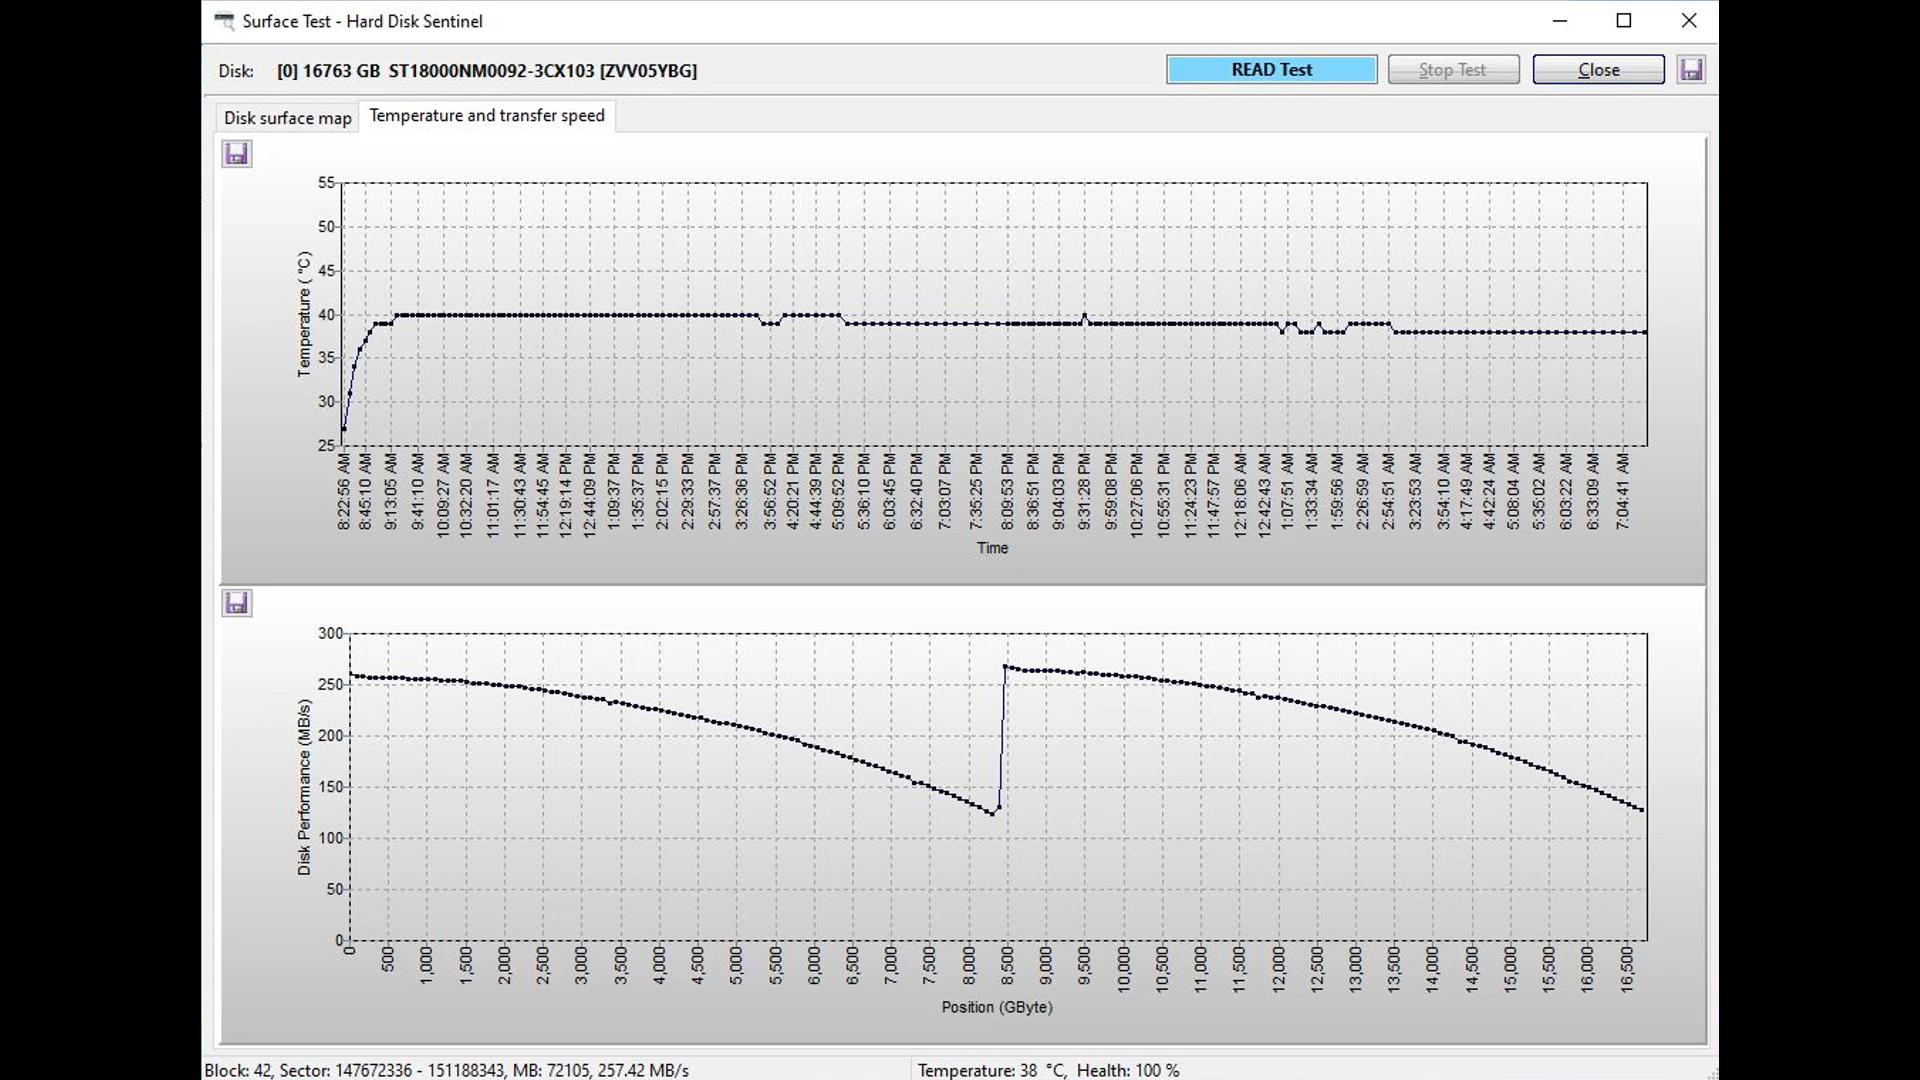 Surface Test - Hard Disk Sentinel
Disk: [0] 16763 GB ST18000NM0092-3CX103 [ZVV05YBG]
READ Test
Stop Test
Close
Disk surface map
Temperature and transfer speed
55
50
45
40
35
30
25
Temperature ( °C)
8:22:56 AM
8:45:10 AM
9:13:05 AM
9:41:10 AM
10:09:27 AM
10:32:20 AM
11:01:17 AM
11:30:43 AM
11:54:45 AM
12:19:14 PM
12:44:09 PM
1:09:37 PM
1:35:37 PM
2:02:15 PM
2:29:33 PM
2:57:37 PM
3:26:36 PM
3:56:52 PM
4:20:21 PM
4:44:39 PM
5:09:52 PM
5:36:10 PM
6:03:45 PM
6:32:40 PM
7:03:07 PM
7:35:25 PM
8:09:53 PM
8:36:51 PM
9:04:03 PM
9:31:28 PM
9:59:08 PM
10:27:06 PM
10:55:31 PM
11:24:23 PM
11:47:57 PM
12:18:06 AM
12:42:43 AM
1:07:51 AM
1:33:34 AM
1:59:56 AM
2:26:59 AM
2:54:51 AM
3:23:53 AM
3:54:10 AM
4:17:49 AM
4:42:24 AM
5:08:04 AM
5:35:02 AM
6:03:22 AM
6:33:09 AM
7:04:41 AM
Time
300
250
200
150
100
50
0
Disk Performance (MB/s)
0
500
1,000
1,500
2,000
2,500
3,000
3,500
4,000
4,500
5,000
5,500
6,000
6,500
7,000
7,500
8,000
8,500
9,000
9,500
10,000
10,500
11,000
11,500
12,000
12,500
13,000
13,500
14,000
14,500
15,000
15,500
16,000
16,500
Position (GByte)
Block: 42, Sector: 147672336 - 151188343, MB: 72105, 257.42 MB/s
Temperature: 38 °C, Health: 100 %